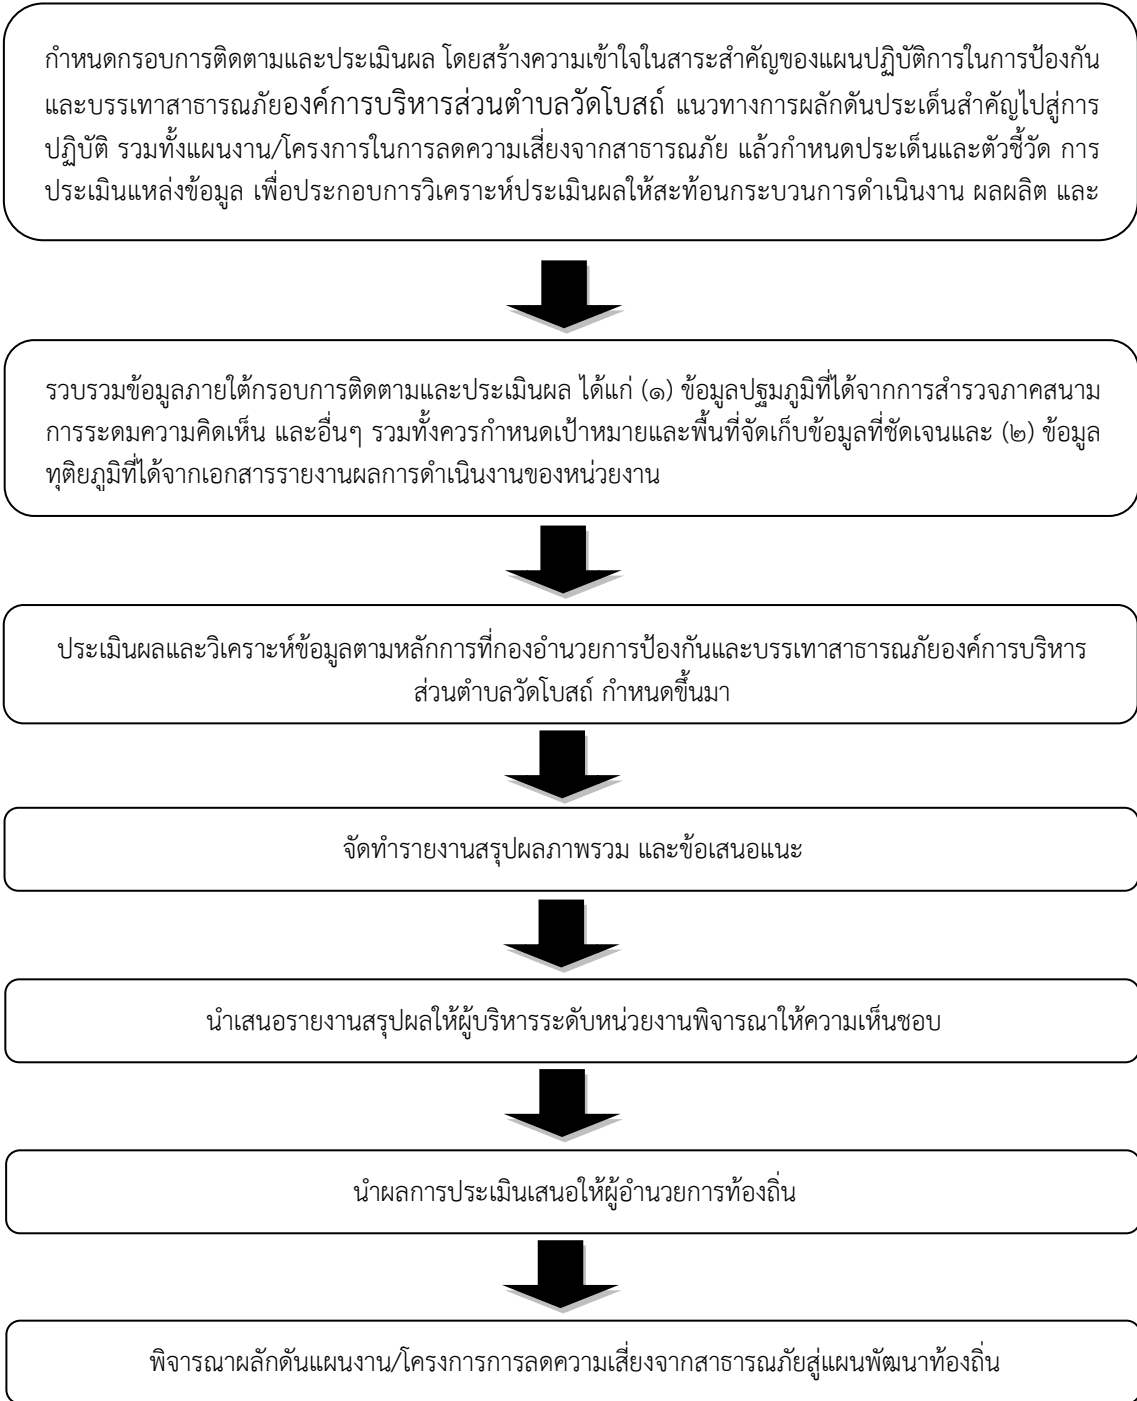 กำหนดกรอบการติดตามและประเมินผล โดยสร้างความเข้าใจในสาระสำคัญของแผนปฏิบัติการในการป้องกัน
และบรรเทาสาธารณภัยองค์การบริหารส่วนตำบลวัดโบสถ์ แนวทางการผลักดันประเด็นสำคัญไปสู่การ
ปฏิบัติ รวมทั้งแผนงาน/โครงการในการลดความเสี่ยงจากสาธารณภัย แล้วกำหนดประเด็นและตัวชี้วัด การ
ประเมินแหล่งข้อมูล เพื่อประกอบการวิเคราะห์ประเมินผลให้สะท้อนกระบวนการดำเนินงาน ผลผลิต และ
รวบรวมข้อมูลภายใต้กรอบการติดตามและประเมินผล ได้แก่ (๑) ข้อมูลปฐมภูมิที่ได้จากการสำรวจภาคสนาม
การระดมความคิดเห็น และอื่นๆ รวมทั้งควรกำหนดเป้าหมายและพื้นที่จัดเก็บข้อมูลที่ชัดเจนและ (๒) ข้อมูล
ทุติยภูมิที่ได้จากเอกสารรายงานผลการดำเนินงานของหน่วยงาน
ประเมินผลและวิเคราะห์ข้อมูลตามหลักการที่กองอำนวยการป้องกันและบรรเทาสาธารณภัยองค์การบริหาร
ส่วนตำบลวัดโบสถ์ กำหนดขึ้นมา
จัดทำรายงานสรุปผลภาพรวม และข้อเสนอแนะ
นำเสนอรายงานสรุปผลให้ผู้บริหารระดับหน่วยงานพิจารณาให้ความเห็นชอบ
นำผลการประเมินเสนอให้ผู้อำนวยการท้องถิ่น
พิจารณาผลักดันแผนงาน/โครงการการลดความเสี่ยงจากสาธารณภัยสู่แผนพัฒนาท้องถิ่น